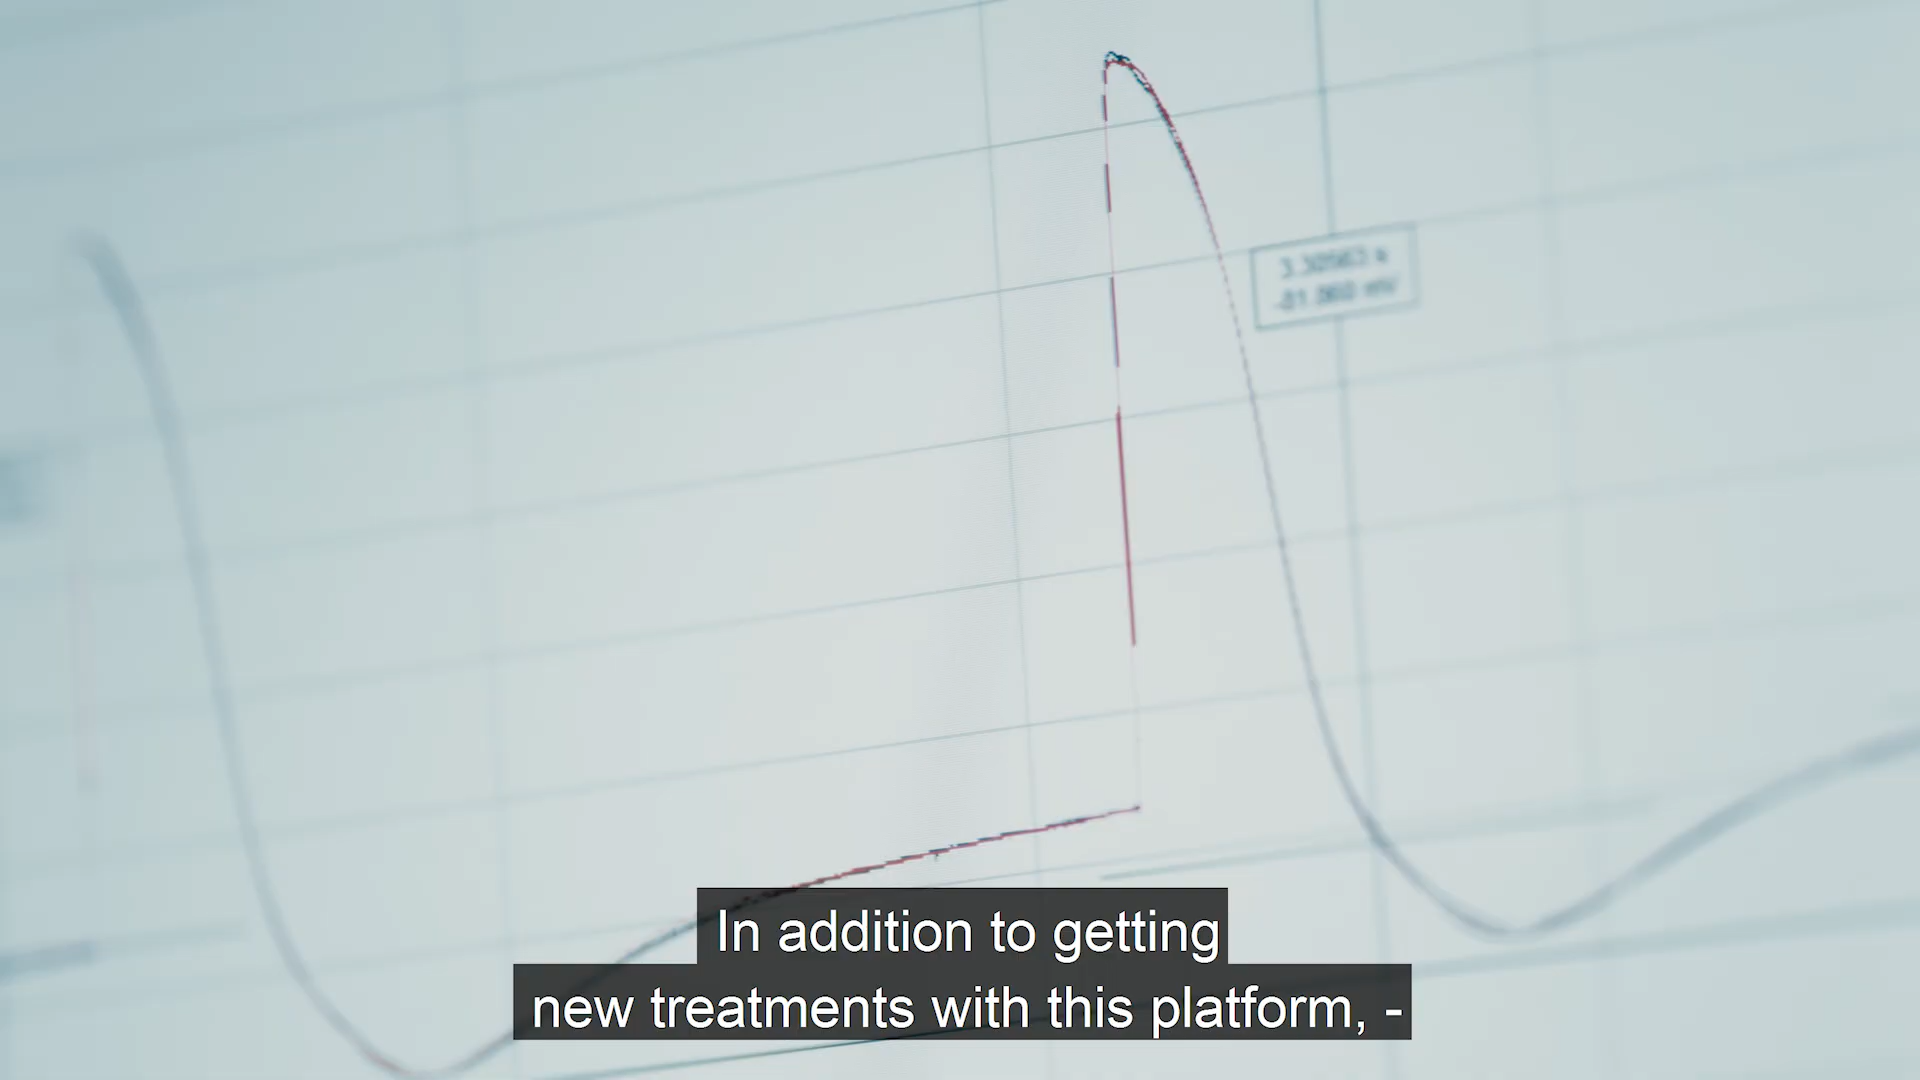 In addition to getting
new treatments with this platform, -